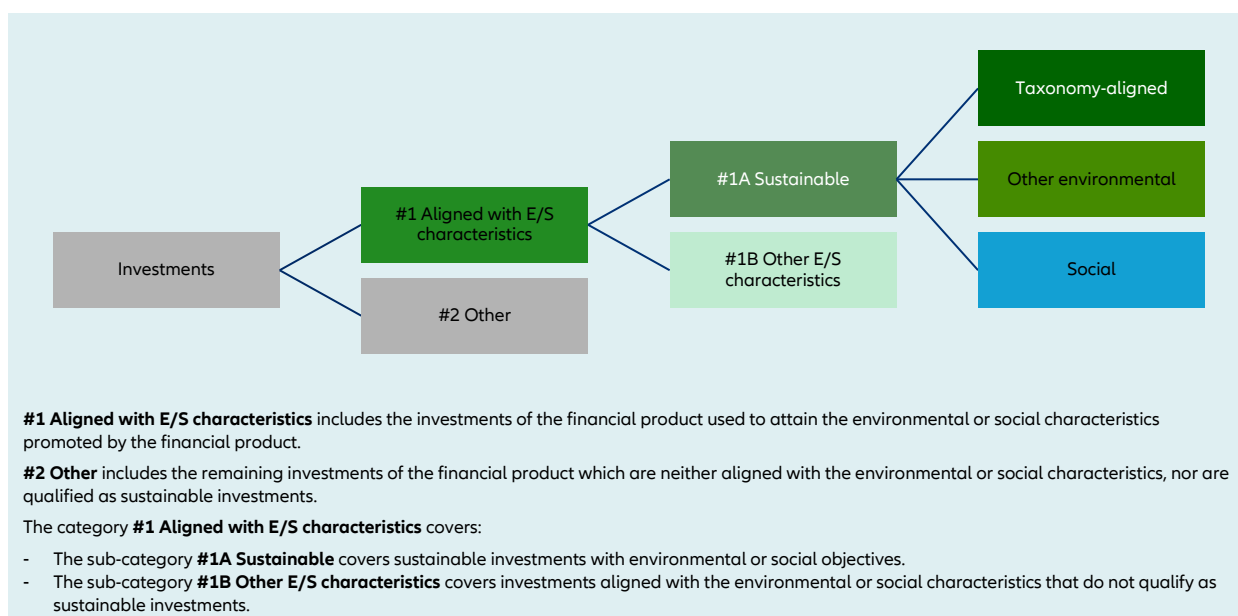 Taxonomy-aligned
#1A Sustainable
Other environmental
#1 Aligned with E/S
characteristics
Investments
#1B Other E/S
characteristics
Social
#2 Other
#1 Aligned with E/S characteristics includes the investments of the financial product used to attain the environmental or social characteristics
promoted by the financial product.
#2 Other includes the remaining investments of the financial product which are neither aligned with the environmental or social characteristics, nor are
qualified as sustainable investments.
The category #1 Aligned with E/S characteristics covers:
- The sub-category #1A Sustainable covers sustainable investments with environmental or social objectives.
- The sub-category #1B Other E/S characteristics covers investments aligned with the environmental or social characteristics that do not qualify as
sustainable investments.